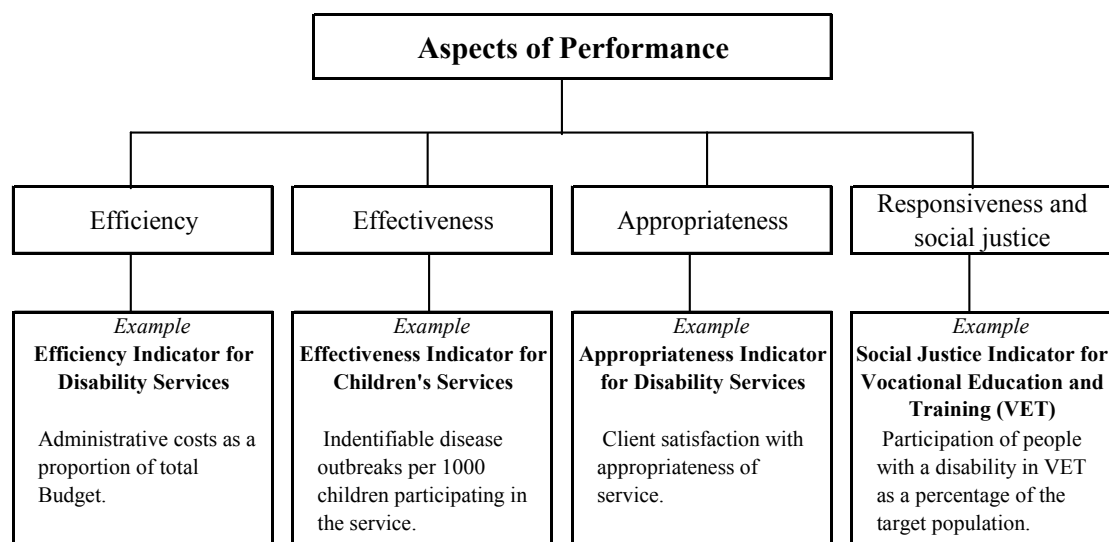 Aspects of Performance
Efficiency
Effectiveness
Appropriateness
Responsiveness and
social justice
Example
Efficiency Indicator for
Disability Services
Administrative costs as a
proportion of total
Budget.
Example
Effectiveness Indicator for
Children's Services
Indentifiable disease
outbreaks per 1000
children participating in
the service.
Example
Appropriateness Indicator
for Disability Services
Client satisfaction with
appropriateness of
service.
Example
Social Justice Indicator for
Vocational Education and
Training (VET)
Participation of people
with a disability in VET
as a percentage of the
target population.